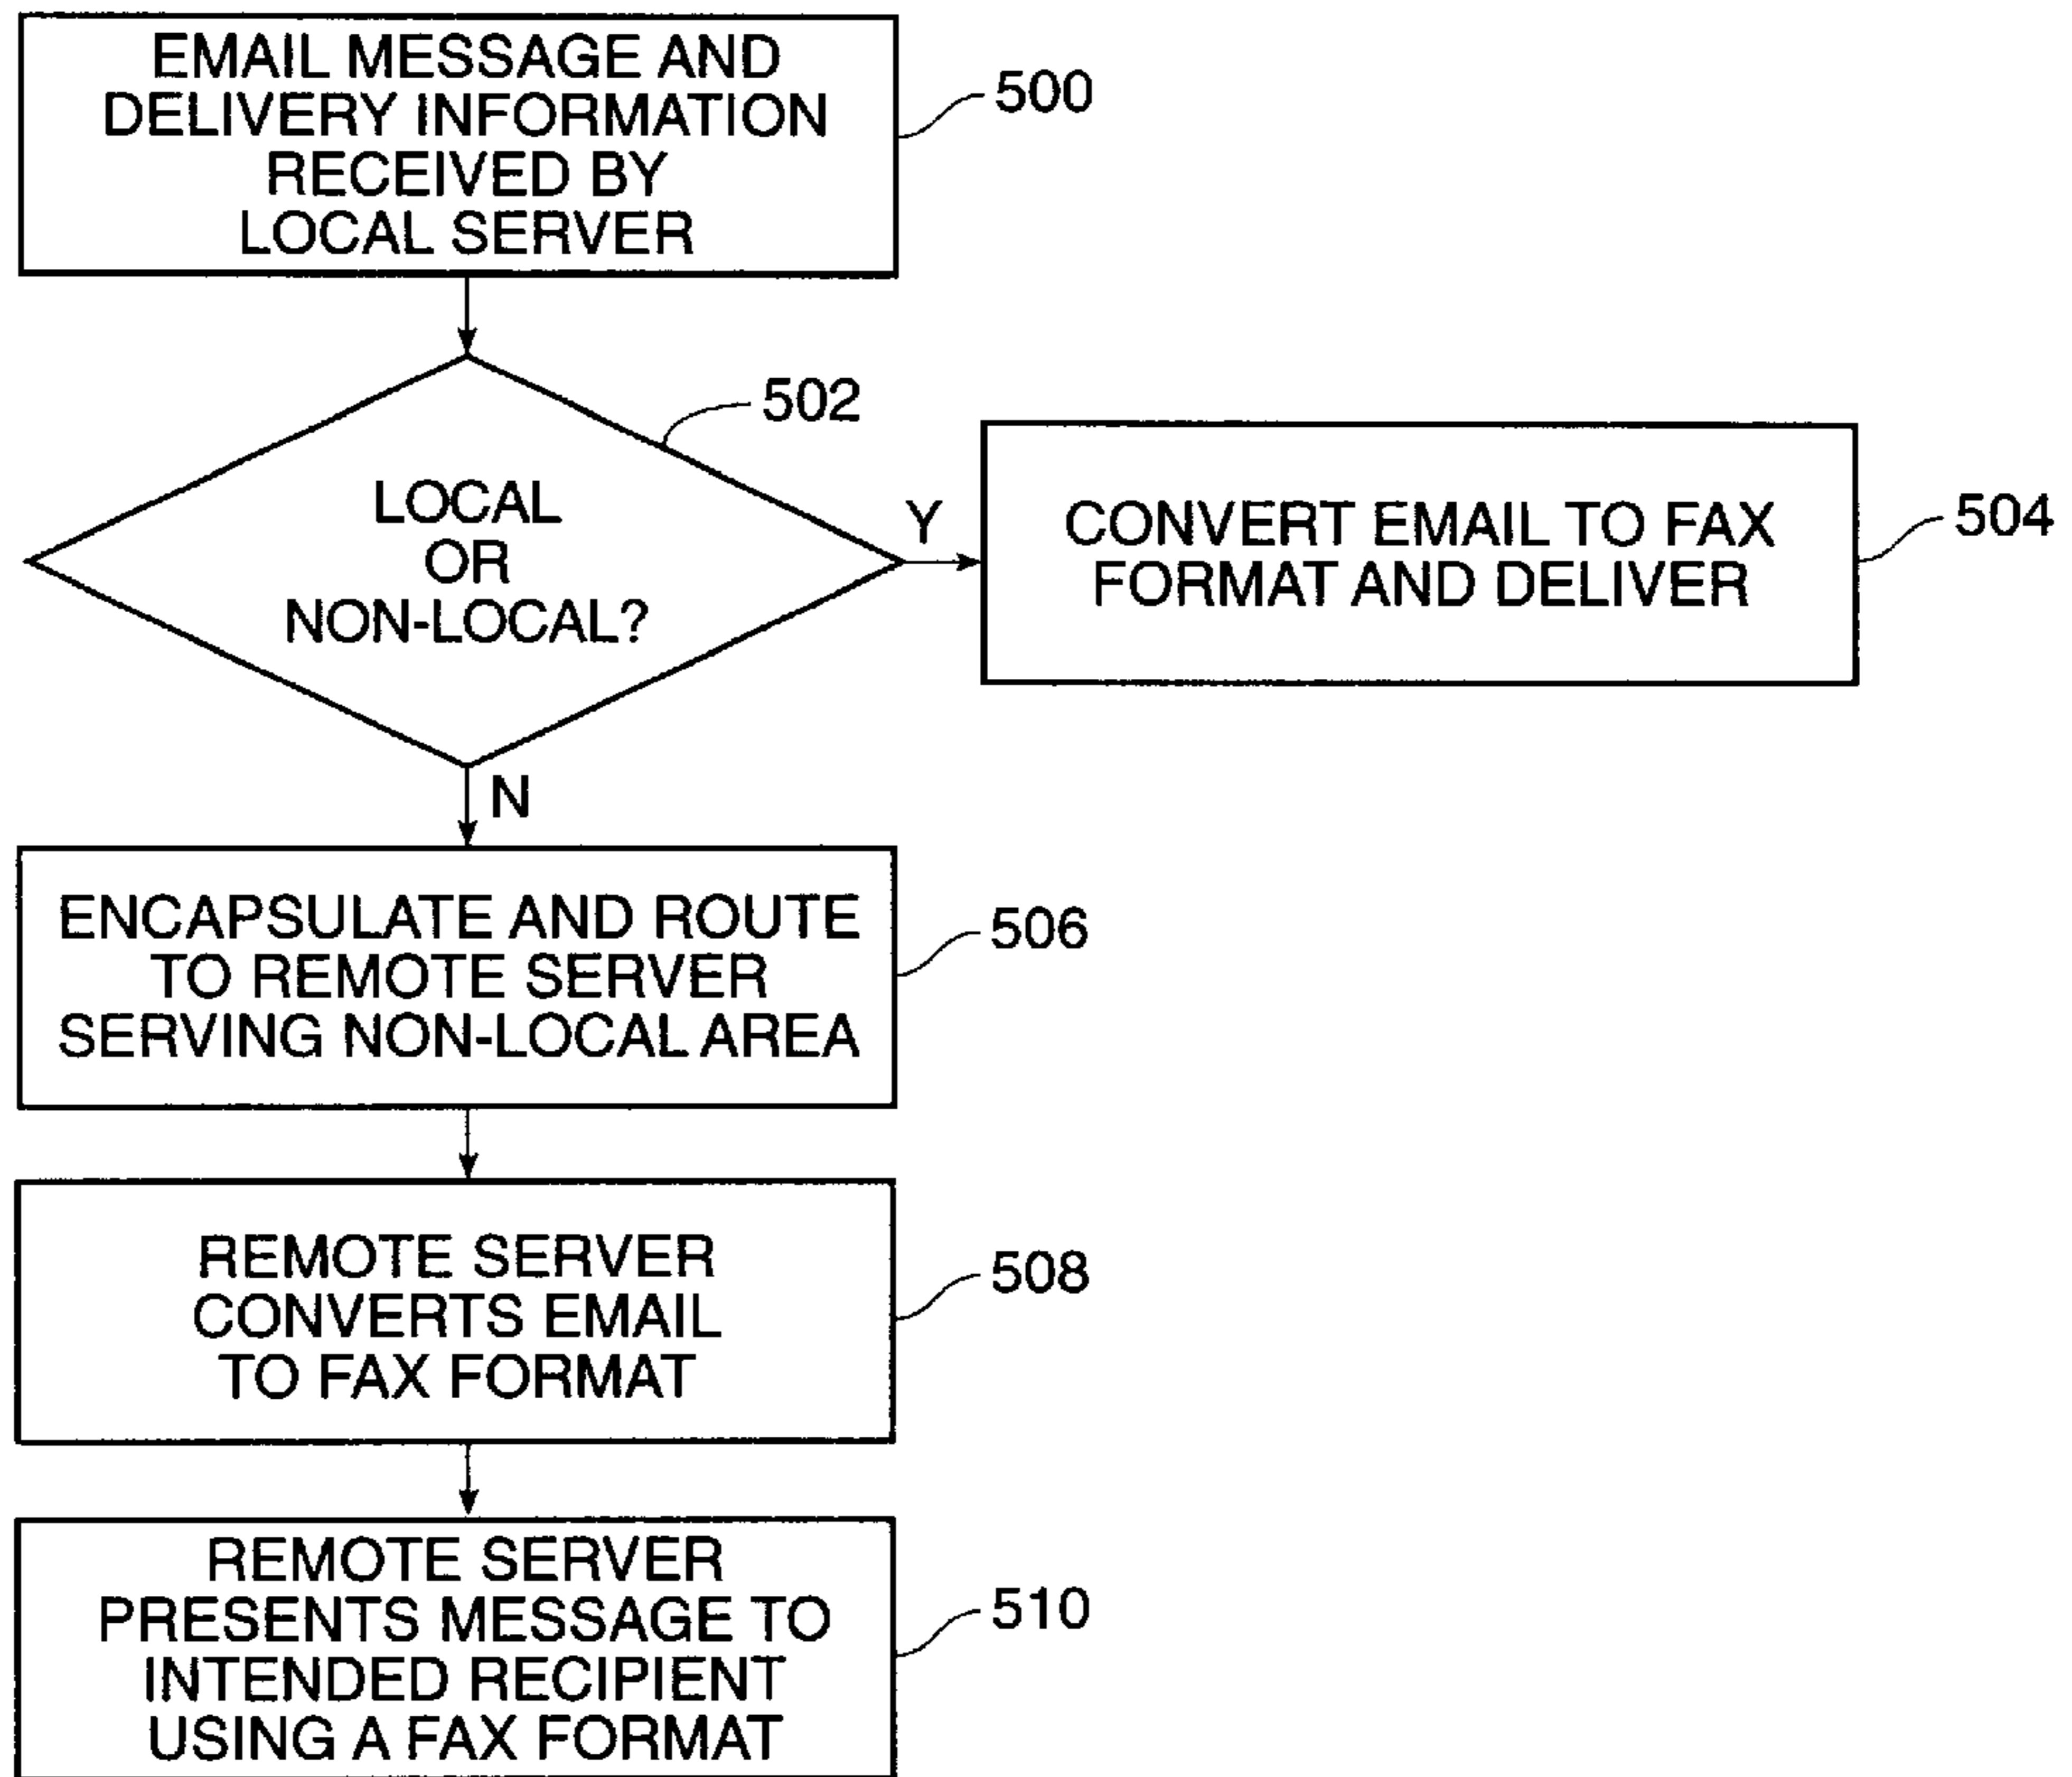 EMAIL MESSAGE AND
DELIVERY INFORMATION
RECEIVED BY
LOCAL SERVER
500
502
LOCAL
OR
NON-LOCAL?
Y
CONVERT EMAIL TO FAX
FORMAT AND DELIVER
504
N
ENCAPSULATE AND ROUTE
TO REMOTE SERVER
SERVING NON-LOCAL AREA
506
REMOTE SERVER
CONVERTS EMAIL
TO FAX FORMAT
508
REMOTE SERVER
PRESENTS MESSAGE TO
INTENDED RECIPIENT
USING A FAX FORMAT
510